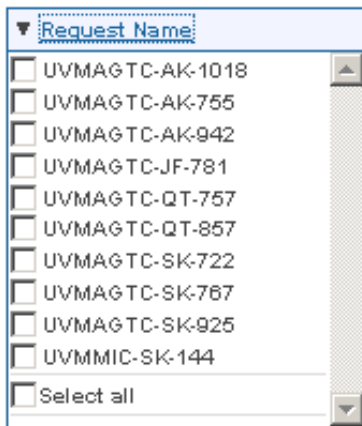 Request Name
UVMAGTC-AK-1018
UVMAGTC-AK-755
UVMAGTC-AK-942
UVMAGTC-JF-781
UVMAGTC-QT-757
UVMAGTC-QT-857
UVMAGTC-SK-722
UVMAGTC-SK-767
UVMAGTC-SK-925
UVMMIC-SK-144
Select all